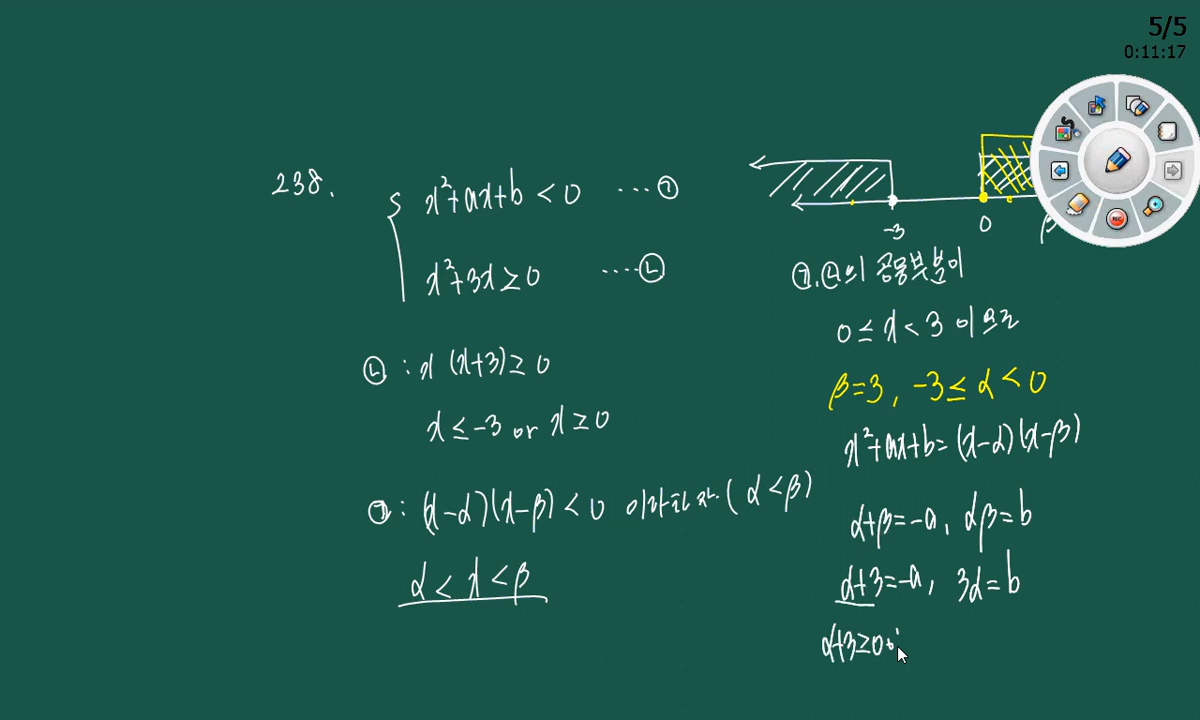 5/5
0:11:17
238.
x²+ax+b<0 ···㉠
x²+3x≥0 ····㉡
㉡ : x(x+3)≥0
x≤-3 or x≥0
㉠ : (x-α)(x-β)<0 이라 하자. (α<β)
α<x<β
-3 0 β
㉠,㉡의 공통부분이
0≤x<3 이므로
β=3, -3≤α<0
x²+ax+b=(x-α)(x-β)
α+β=-a, αβ=b
α+3=-a, 3α=b
α+3≥0